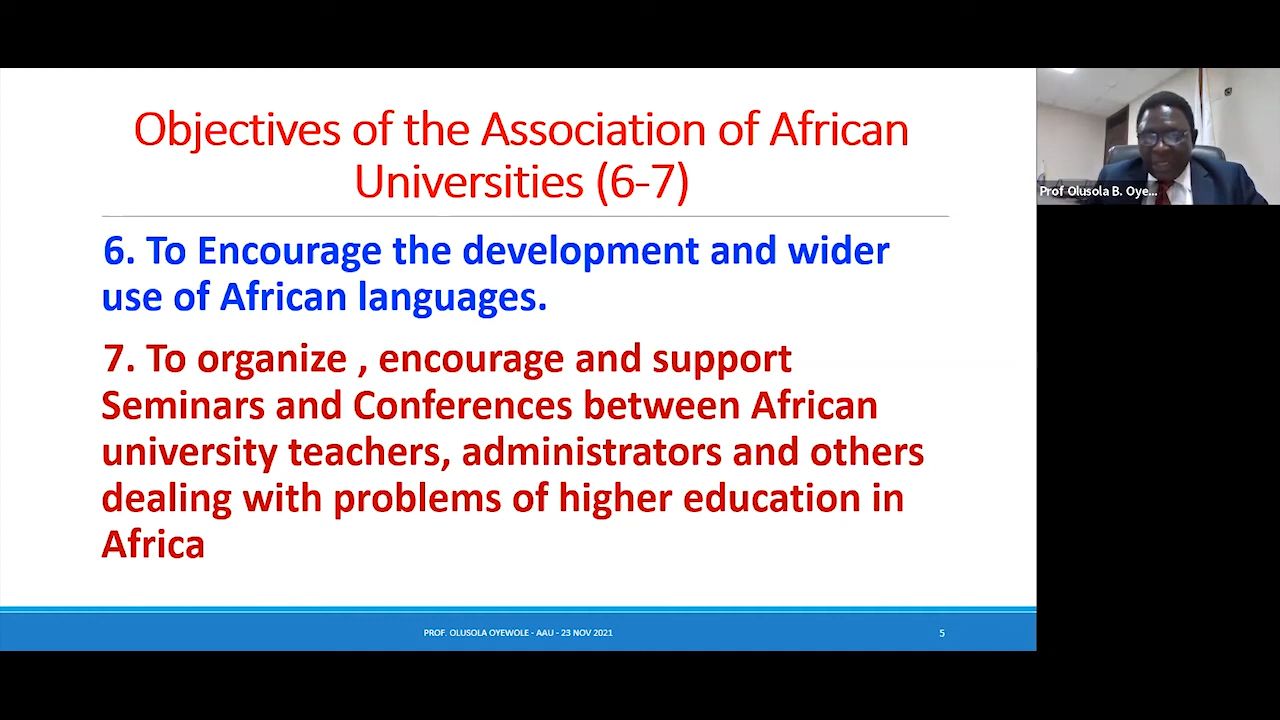 Objectives of the Association of African
Universities (6-7)
6. To Encourage the development and wider
use of African languages.
7. To organize , encourage and support
Seminars and Conferences between African
university teachers, administrators and others
dealing with problems of higher education in
Africa
PROF. OLUSOLA OYEWOLE - AAU - 23 NOV 2021
5
Prof Olusola B. Oye...